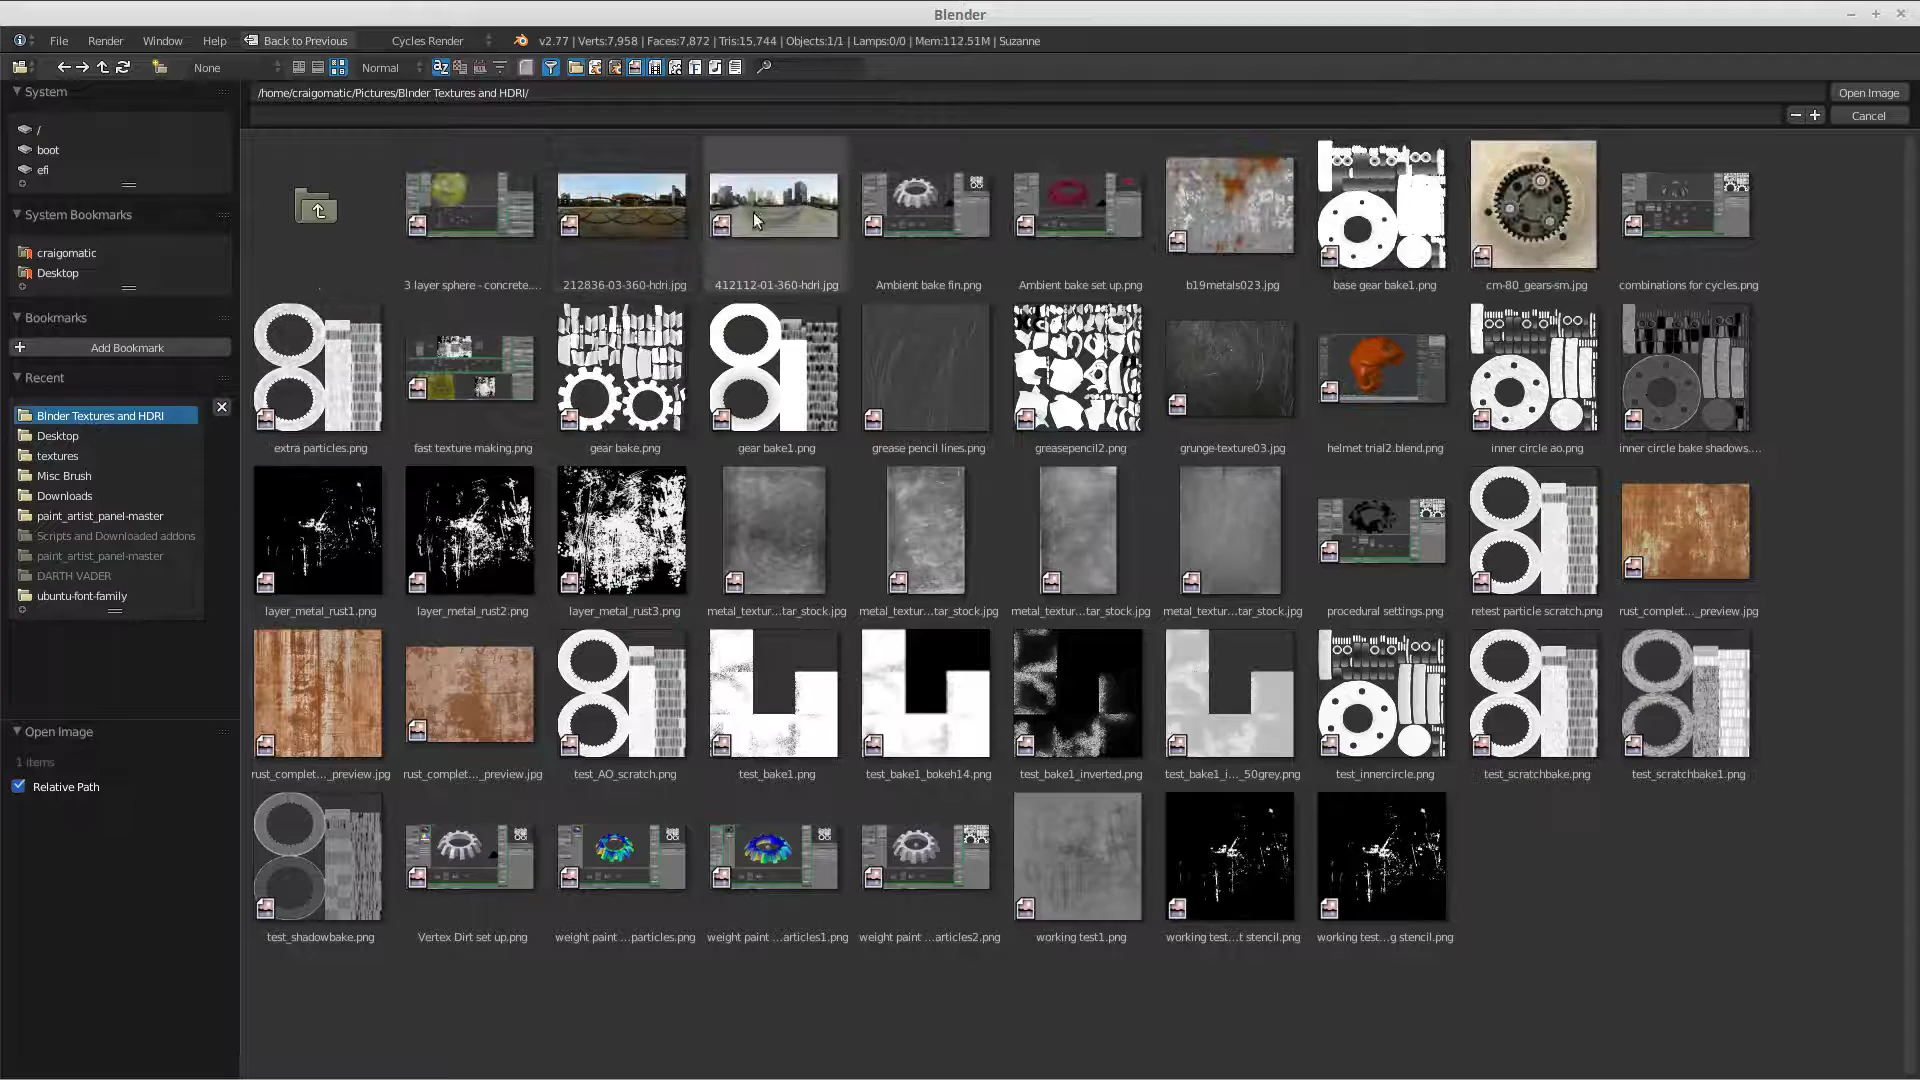 Blender
File Render Window Help Back to Previous Cycles Render v2.77 | Verts:7,958 | Faces:7,872 | Tris:15,744 | Objects:1/1 | Lamps:0/0 | Mem:112.51M | Suzanne
None Normal
System
/home/craigomatic/Pictures/BInder Textures and HDRI/ Open Image
Cancel
/
boot
efi
System Bookmarks
craigomatic
Desktop
Bookmarks
Add Bookmark
Recent
BInder Textures and HDRI
Desktop
textures
Misc Brush
Downloads
paint_artist_panel-master
Scripts and Downloaded addons
paint_artist_panel-master
DARTH VADER
ubuntu-font-family
Open Image
1 items
Relative Path
. 3 layer sphere - concrete.... 212836-03-360-hdri.jpg 412112-01-360-hdri.jpg Ambient bake fin.png Ambient bake set up.png b19metals023.jpg base gear bake1.png cm-80_gears-sm.jpg combinations for cycles.png
extra particles.png fast texture making.png gear bake.png gear bake1.png grease pencil lines.png greasepencil2.png grunge-texture03.jpg helmet trial2.blend.png inner circle ao.png inner circle bake shadows....
layer_metal_rust1.png layer_metal_rust2.png layer_metal_rust3.png metal_textur...tar_stock.jpg metal_textur...tar_stock.jpg metal_textur...tar_stock.jpg metal_textur...tar_stock.jpg procedural settings.png retest particle scratch.png rust_complet..._preview.jpg
rust_complet..._preview.jpg rust_complet..._preview.jpg test_AO_scratch.png test_bake1.png test_bake1_bokeh14.png test_bake1_inverted.png test_bake1_i..._50grey.png test_innercircle.png test_scratchbake.png test_scratchbake1.png
test_shadowbake.png Vertex Dirt set up.png weight paint ...particles.png weight paint ...articles1.png weight paint ...articles2.png working test1.png working test...t stencil.png working test...g stencil.png